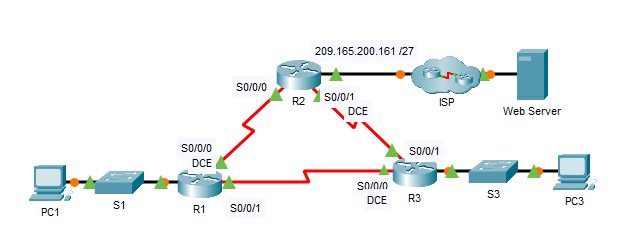 209.165.200.161 /27
S0/0/0
R2
S0/0/1
DCE
ISP
Web Server
S0/0/0
DCE
S0/0/1
PC1
S1
R1
S0/0/1
S0/0/0
DCE
R3
S3
PC3